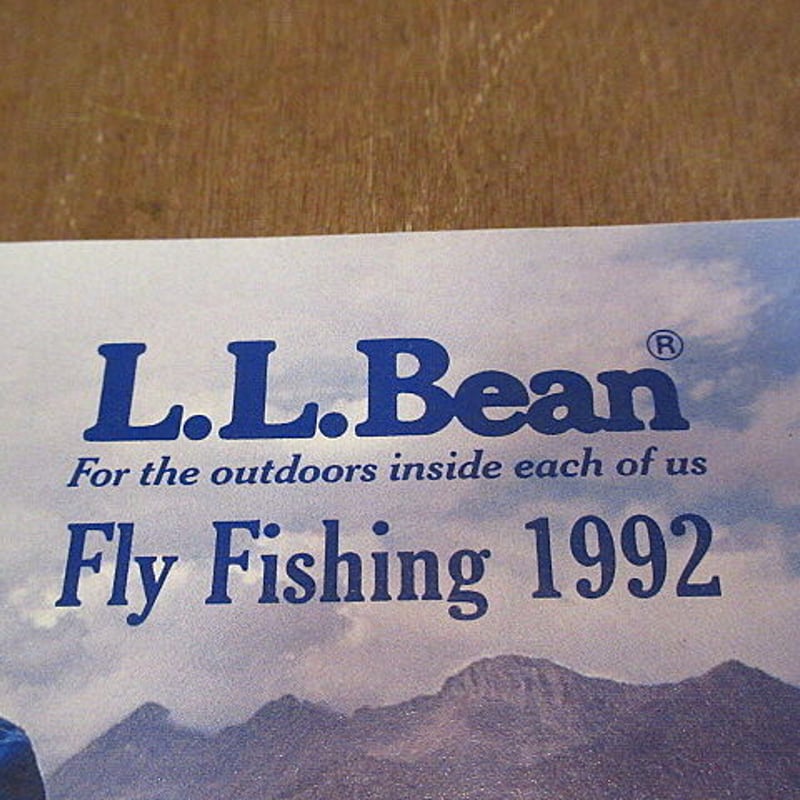 L.L.Bean®
For the outdoors inside each of us
Fly Fishing 1992